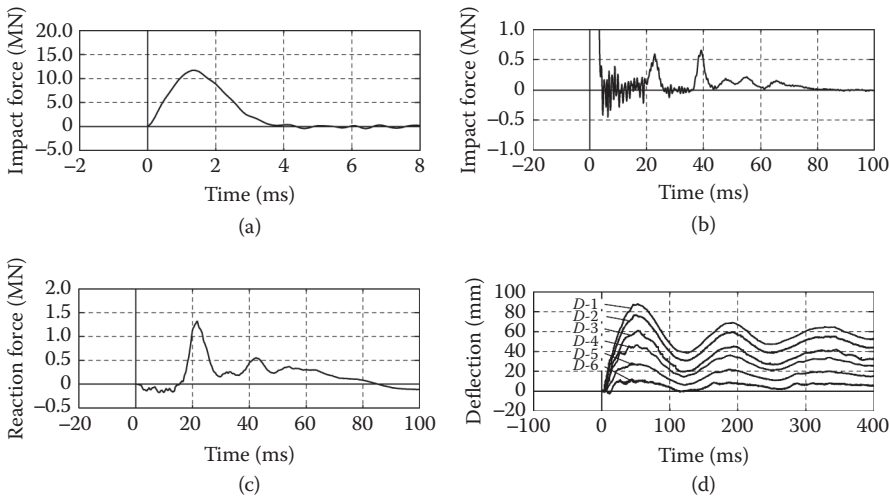 Impact force (MN)
20.0
15.0
10.0
5.0
0
−5.0
−2 0 2 4 6 8
Time (ms)
(a)
Impact force (MN)
1.0
0.5
0.0
−0.5
−1.0
−20 0 20 40 60 80 100
Time (ms)
(b)
Reaction force (MN)
2.0
1.5
1.0
0.5
0
−0.5
−20 0 20 40 60 80 100
Time (ms)
(c)
Deflection (mm)
100
80
60
40
20
0
−20
D-1
D-2
D-3
D-4
D-5
D-6
−100 0 100 200 300 400
Time (ms)
(d)